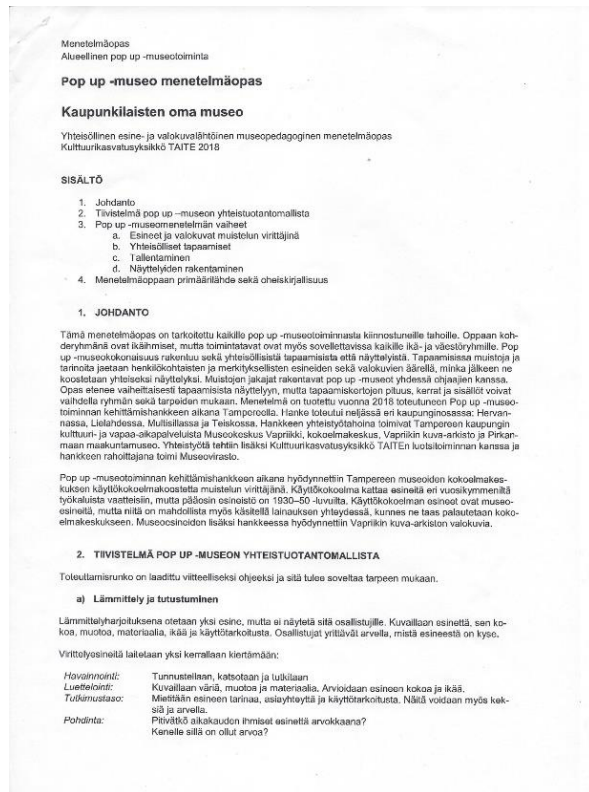 Menetelmäopas
Alueellinen pop up -museotoiminta
Pop up -museo menetelmäopas
Kaupunkilaisten oma museo
Yhteisöllinen esine- ja valokuvalähtöinen museopedagoginen menetelmäopas
Kulttuurikasvatusyksikkö TAITE 2018
SISÄLTÖ
1. Johdanto
2. Tiivistelmä pop up –museon yhteistuotantomallista
3. Pop up -museomenetelmän vaiheet
a. Esineet ja valokuvat muistelun virittäjinä
b. Yhteisölliset tapaamiset
c. Tallentaminen
d. Näyttelyiden rakentaminen
4. Menetelmäoppaan primäärilähde sekä oheiskirjallisuus
1. JOHDANTO
Tämä menetelmäopas on tarkoitettu kaikille pop up -museotoiminnasta kiinnostuneille tahoille. Oppaan koh-
deryhmänä ovat ikäihmiset, mutta toimintatavat ovat myös sovellettavissa kaikille ikä- ja väestöryhmille. Pop
up -museokokonaisuus rakentuu sekä yhteisöllisistä tapaamisista että näyttelyistä. Tapaamisissa muistoja ja
tarinoita jaetaan henkilökohtaisten ja merkityksellisten esineiden sekä valokuvien äärellä, minkä jälkeen ne
koostetaan yhteiseksi näyttelyksi. Muistojen jakajat rakentavat pop up -museot yhdessä ohjaajien kanssa.
Opas etenee vaiheittaisesti tapaamisista näyttelyyn, mutta tapaamiskertojen pituus, kerrat ja sisällöt voivat
vaihdella ryhmän sekä tarpeiden mukaan. Menetelmä on tuotettu vuonna 2018 toteutuneen Pop up -museo-
toiminnan kehittämishankkeen aikana Tampereella. Hanke toteutui neljässä eri kaupunginosassa: Hervan-
nassa, Lielahdessa, Multisillassa ja Teiskossa. Hankkeen yhteistyötahoina toimivat Tampereen kaupungin
kulttuuri- ja vapaa-aikapalveluista Museokeskus Vapriikki, kokoelmakeskus, Vapriikin kuva-arkisto ja Pirkan-
maan maakuntamuseo. Yhteistyötä tehtiin lisäksi Kulttuurikasvatusyksikkö TAITEn luotsitoiminnan kanssa ja
hankkeen rahoittajana toimi Museovirasto.
Pop up -museotoiminnan kehittämishankkeen aikana hyödynnettiin Tampereen museoiden kokoelmakes-
kuksen käyttökokoelmakoostetta muistelun virittäjänä. Käyttökokoelma kattaa esineitä eri vuosikymmeniltä
työkaluista vaatteisiin, mutta pääosin esineistö on 1930–50 -luvuilta. Käyttökokoelman esineet ovat museo-
esineitä, mutta niitä on mahdollista myös käsitellä lainauksen yhteydessä, kunnes ne taas palautetaan koko-
elmakeskukseen. Museoesineiden lisäksi hankkeessa hyödynnettiin Vapriikin kuva-arkiston valokuvia.
2. TIIVISTELMÄ POP UP -MUSEON YHTEISTUOTANTOMALLISTA
Toteuttamisrunko on laadittu viitteelliseksi ohjeeksi ja sitä tulee soveltaa tarpeen mukaan.
a) Lämmittely ja tutustuminen
Lämmittelyharjoituksena otetaan yksi esine, mutta ei näytetä sitä osallistujille. Kuvaillaan esinettä, sen ko-
koa, muotoa, materiaalia, ikää ja käyttötarkoitusta. Osallistujat yrittävät arvella, mistä esineestä on kyse.
Virittelyesineitä laitetaan yksi kerrallaan kiertämään:
Havainnointi: Tunnustellaan, katsotaan ja tutkitaan
Luettelointi: Kuvaillaan väriä, muotoa ja materiaalia. Arvioidaan esineen kokoa ja ikää.
Tutkimustaso: Mietitään esineen tarinaa, asiayhteyttä ja käyttötarkoitusta. Näitä voidaan myös kek-
siä ja arvella.
Pohdinta: Pitivätkö aikakauden ihmiset esinettä arvokkaana?
Kenelle sillä on ollut arvoa?